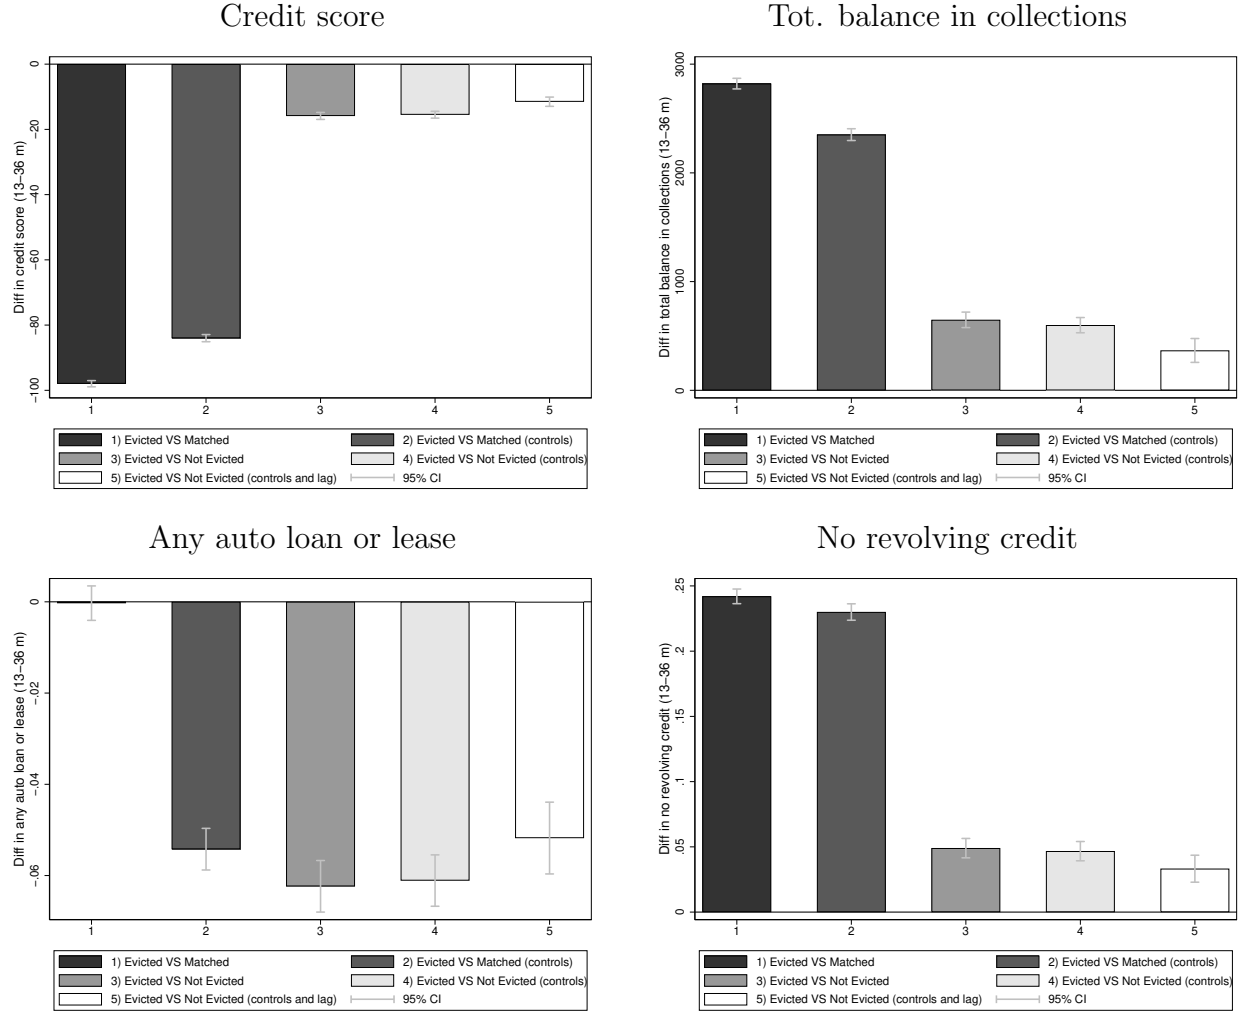 Credit score
Diff in credit score (13−36 m)
0
−20
−40
−60
−80
−100
1 2 3 4 5
1) Evicted VS Matched 2) Evicted VS Matched (controls)
3) Evicted VS Not Evicted 4) Evicted VS Not Evicted (controls)
5) Evicted VS Not Evicted (controls and lag) 95% CI
Tot. balance in collections
Diff in total balance in collections (13−36 m)
3000
2000
1000
0
1 2 3 4 5
1) Evicted VS Matched 2) Evicted VS Matched (controls)
3) Evicted VS Not Evicted 4) Evicted VS Not Evicted (controls)
5) Evicted VS Not Evicted (controls and lag) 95% CI
Any auto loan or lease
Diff in any auto loan or lease (13−36 m)
0
−.02
−.04
−.06
1 2 3 4 5
1) Evicted VS Matched 2) Evicted VS Matched (controls)
3) Evicted VS Not Evicted 4) Evicted VS Not Evicted (controls)
5) Evicted VS Not Evicted (controls and lag) 95% CI
No revolving credit
Diff in no revolving credit (13−36 m)
.25
.2
.15
.1
.05
0
1 2 3 4 5
1) Evicted VS Matched 2) Evicted VS Matched (controls)
3) Evicted VS Not Evicted 4) Evicted VS Not Evicted (controls)
5) Evicted VS Not Evicted (controls and lag) 95% CI